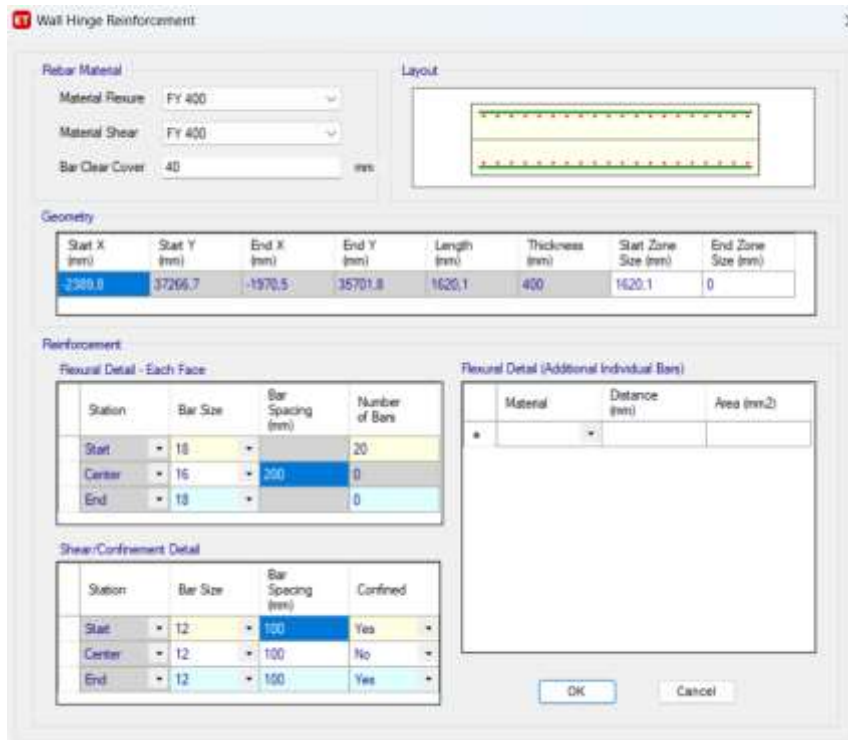 Wall Hinge Reinforcement
Rebar Material
Layout
Material Flexure FY 400
Material Shear FY 400
Bar Clear Cover 40 mm
Geometry
Start X (mm) Start Y (mm) End X (mm) End Y (mm) Length (mm) Thickness (mm) Start Zone Size (mm) End Zone Size (mm)
-2389.8 37266.7 -1970.5 35701.8 1620.1 400 1620.1 0
Reinforcement
Flexural Detail - Each Face
Station Bar Size Bar Spacing (mm) Number of Bars
Start 18 20
Center 16 200 0
End 18 0
Flexural Detail (Additional Individual Bars)
Material Distance (mm) Area (mm2)
Shear/Confinement Detail
Station Bar Size Bar Spacing (mm) Confined
Start 12 100 Yes
Center 12 100 No
End 12 100 Yes
OK Cancel